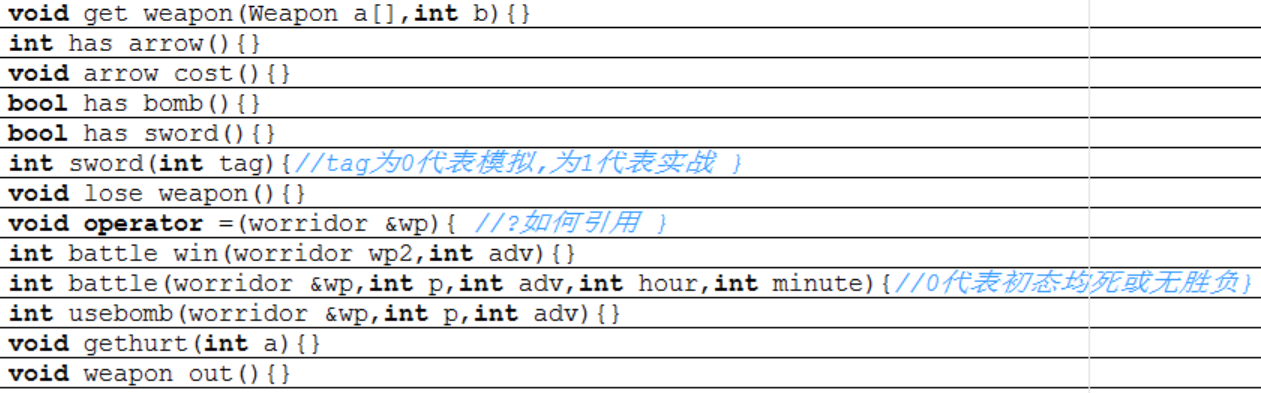 void get weapon(Weapon a[],int b){}
int has arrow(){}
void arrow cost(){}
bool has bomb(){}
bool has sword(){}
int sword(int tag){//tag为0代表模拟,为1代表实战 }
void lose weapon(){}
void operator =(worridor &wp){ //?如何引用 }
int battle win(worridor wp2,int adv){}
int battle(worridor &wp,int p,int adv,int hour,int minute){//0代表初态均死或无胜负}
int usebomb(worridor &wp,int p,int adv){}
void gethurt(int a){}
void weapon out(){}